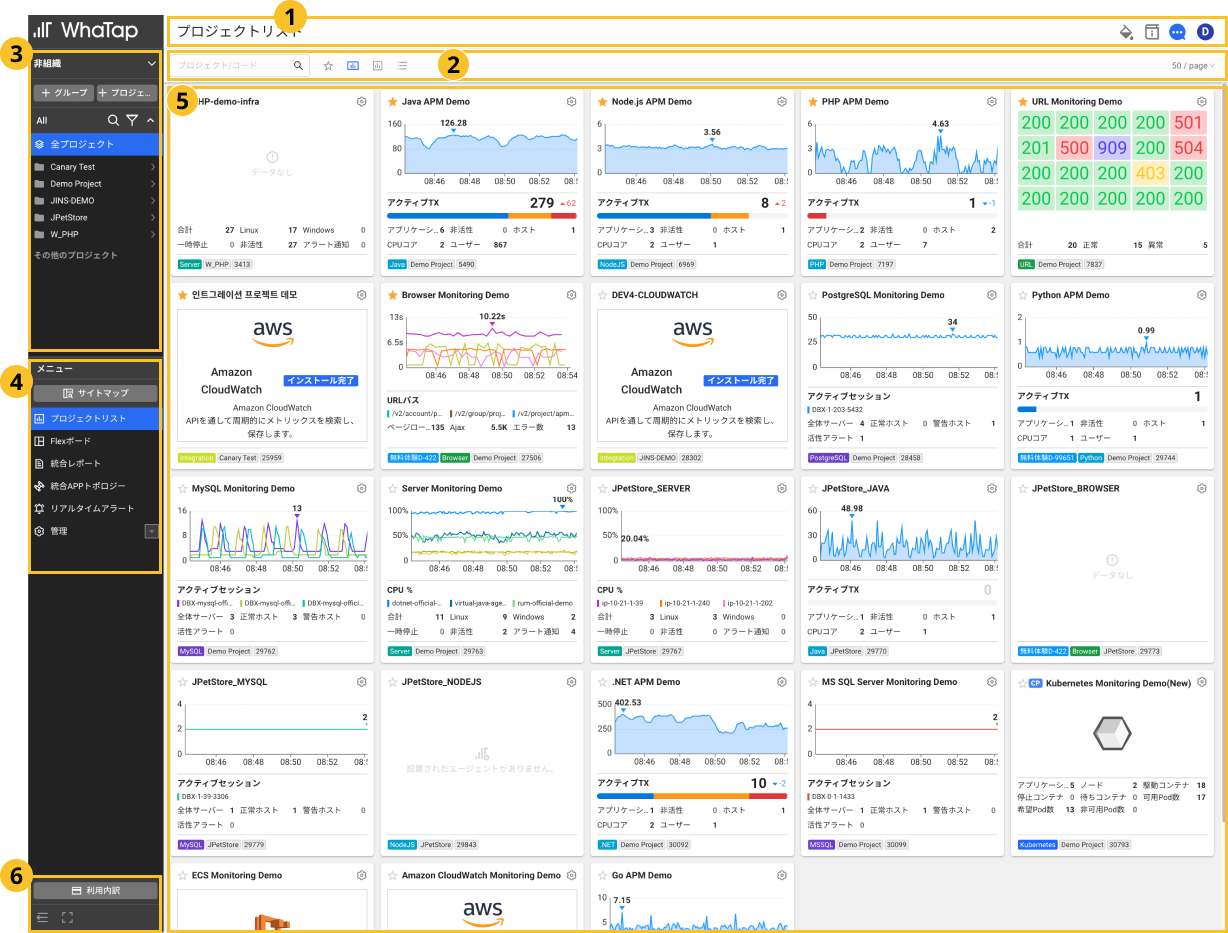 WhaTap
1
プロジェクトリスト
D
3
非組織
プロジェクト/コード
2
50 / page
＋ グループ
＋ プロジェ...
All
全プロジェクト
Canary Test
Demo Project
JINS-DEMO
JPetStore
W_PHP
その他のプロジェクト
4
メニュー
サイトマップ
プロジェクトリスト
Flexボード
統合レポート
統合APPトポロジー
リアルタイムアラート
管理
6
利用内訳
5
HP-demo-infra
データなし
合計 27 Linux 17 Windows 0
一時停止 0 非活性 27 アラート通知 0
Server W_PHP 3413
Java APM Demo
160
126.28
80
0
08:46 08:48 08:50 08:52 08:5
アクティブTX 279 ▲62
アプリケーシ... 6 非活性 0 ホスト 1
CPUコア 2 ユーザー 867
Java Demo Project 5490
Node.js APM Demo
6
3.56
3
0
08:46 08:48 08:50 08:52 08:5
アクティブTX 8 ▲2
アプリケーシ... 3 非活性 0 ホスト 1
CPUコア 2 ユーザー 1
NodeJS Demo Project 6969
PHP APM Demo
6
4.63
3
0
08:46 08:48 08:50 08:52 08:5
アクティブTX 1 ▼-1
アプリケーシ... 2 非活性 0 ホスト 2
CPUコア 2 ユーザー 7
PHP Demo Project 7197
URL Monitoring Demo
200 200 200 200 501
201 500 909 200 504
200 200 200 403 200
200 200 200 200 200
合計 20 正常 15 異常 5
URL Demo Project 7837
인트그레이션 프로젝트 데모
aws
Amazon
CloudWatch
インストール完了
Amazon CloudWatch
APIを通して周期的にメトリックスを検索し、
保存します。
Integration Canary Test 25959
Browser Monitoring Demo
13s
10.22s
6.5s
0
08:46 08:48 08:50 08:52 08:54
URLパス
/v2/account/p... /v2/group/proj... /v2/project/apm...
ページロー... 135 Ajax 5.5K エラー数 13
無料体験D-422 Browser Demo Project 27506
DEV4-CLOUDWATCH
aws
Amazon
CloudWatch
インストール完了
Amazon CloudWatch
APIを通して周期的にメトリックスを検索し、
保存します。
Integration JINS-DEMO 28302
PostgreSQL Monitoring Demo
50
34
25
0
08:46 08:48 08:50 08:52 08:5
アクティブセッション
DBX-1-203-5432
全体サーバー 4 正常ホスト 0 警告ホスト 0
活性アラート 1
PostgreSQL Demo Project 28458
Python APM Demo
2
0.99
1
0
08:46 08:48 08:50 08:52 08:5
アクティブTX 1
アプリケーシ... 1 非活性 0 ホスト 1
CPUコア 1 ユーザー 1
無料体験D-99651 Python Demo Project 29744
MySQL Monitoring Demo
16
13
8
0
08:46 08:48 08:50 08:52 08:5
アクティブセッション
DBX-mysql-offi... DBX-mysql-offi... DBX-mysql-offici...
全体サーバー 3 正常ホスト 3 警告ホスト 0
活性アラート 0
MySQL Demo Project 29762
Server Monitoring Demo
100%
100%
50%
0
08:46 08:48 08:50 08:52 08:5
CPU %
dotnet-official-... virtual-java-age... rum-official-demo
合計 11 Linux 9 Windows 2
一時停止 0 非活性 4 アラート通知 4
Server Demo Project 29763
JPetStore_SERVER
100%
50%
20.04%
0
08:46 08:48 08:50 08:52 08:5
CPU %
ip-10-21-1-39 ip-10-21-1-240 ip-10-21-1-202
合計 3 Linux 3 Windows 0
一時停止 0 非活性 0 アラート通知 0
Server JPetStore 29767
JPetStore_JAVA
60
48.98
30
0
08:46 08:48 08:50 08:52 08:5
アクティブTX 0
アプリケーシ... 1 非活性 0 ホスト 1
CPUコア 2 ユーザー 1
Java JPetStore 29770
JPetStore_BROWSER
データなし
無料体験D-422 Browser JPetStore 29773
JPetStore_MYSQL
4
2
2
0
08:46 08:48 08:50 08:52 08:5
アクティブセッション
DBX-1-39-3306
全体サーバー 1 正常ホスト 1 警告ホスト 0
活性アラート 0
MySQL JPetStore 29779
JPetStore_NODEJS
設置されたエージェントがありません。
NodeJS JPetStore 29843
.NET APM Demo
500
402.53
250
0
08:46 08:48 08:50 08:52 08:5
アクティブTX 10 ▼-2
アプリケーシ... 1 非活性 0 ホスト 1
CPUコア 2 ユーザー 1
.NET Demo Project 30092
MS SQL Server Monitoring Demo
4
2
2
0
08:46 08:48 08:50 08:52 08:5
アクティブセッション
DBX-0-1-1433
全体サーバー 1 正常ホスト 1 警告ホスト 0
活性アラート 0
MSSQL Demo Project 30099
CP Kubernetes Monitoring Demo(New)
アプリケーシ... 5 ノード 2 駆動コンテナ 18
停止コンテナ 0 待ちコンテナ 0 可用Pod数 17
希望Pod数 13 非可用Pod数 0
Kubernetes Demo Project 30793
ECS Monitoring Demo
Amazon CloudWatch Monitoring Demo
aws
Go APM Demo
10
7.15
5